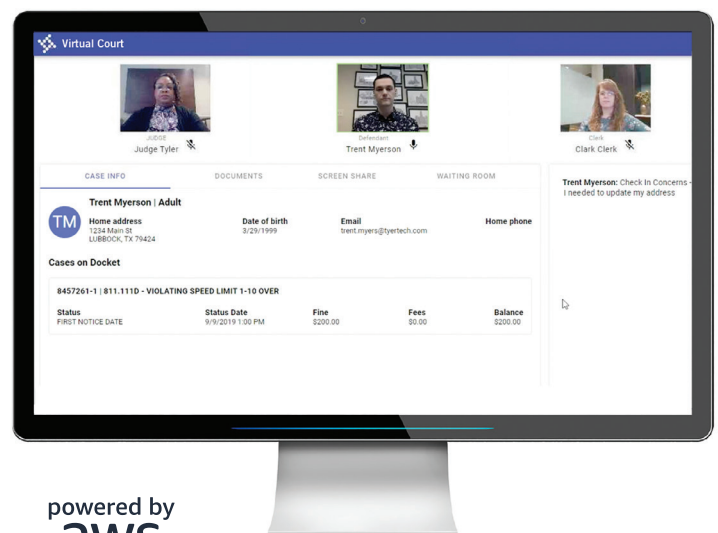 Virtual Court
JUDGE
Judge Tyler
Defendant
Trent Myerson
Clerk
Clark Clerk
CASE INFO
DOCUMENTS
SCREEN SHARE
WAITING ROOM
TM
Trent Myerson | Adult
Home address
1234 Main St
LUBBOCK, TX 79424
Date of birth
3/29/1999
Email
trent.myers@tyertech.com
Home phone
Cases on Docket
8457261-1 | 811.111D - VIOLATING SPEED LIMIT 1-10 OVER
Status
FIRST NOTICE DATE
Status Date
9/9/2019 1:00 PM
Fine
$200.00
Fees
$0.00
Balance
$200.00
Trent Myerson: Check In Concerns -
I needed to update my address
powered by
aws